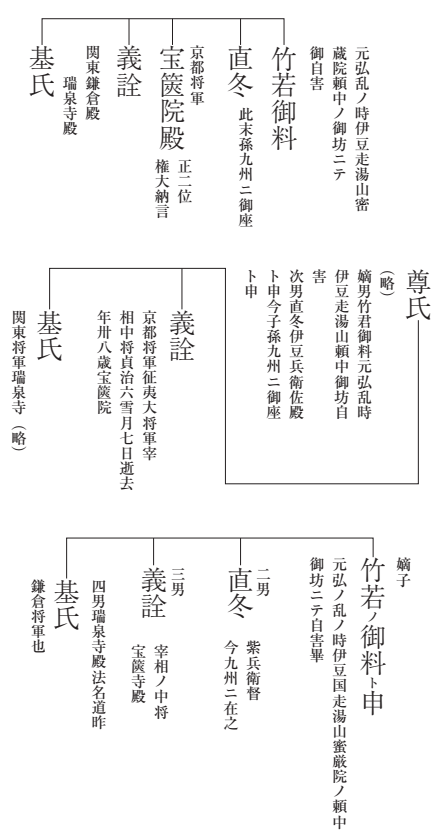 元弘乱ノ時伊豆走湯山密
蔵院頼中ノ御坊ニテ
御自害
竹若御料
直冬 此末孫九州ニ御座
京都将軍
宝篋院殿 正二位
権大納言
義詮
関東鎌倉殿
瑞泉寺殿
基氏
尊氏
(略)
嫡男竹君御料元弘乱時
伊豆走湯山頼中御坊自
害
次男直冬伊豆兵衛佐殿
ト申今子孫九州ニ御座
ト申
義詮
京都将軍征夷大将軍宰
相中将貞治六雪月七日逝去
年卅八歳宝篋院
基氏
関東将軍瑞泉寺(略)
嫡子
竹若ノ御料ト申
元弘ノ乱ノ時伊豆国走湯山蜜厳院ノ頼中
御坊ニテ自害畢
二男
直冬 紫兵衛督
今九州ニ在之
三男
義詮 宰相ノ中将
宝篋寺殿
四男瑞泉寺殿法名道昨
基氏
鎌倉将軍也